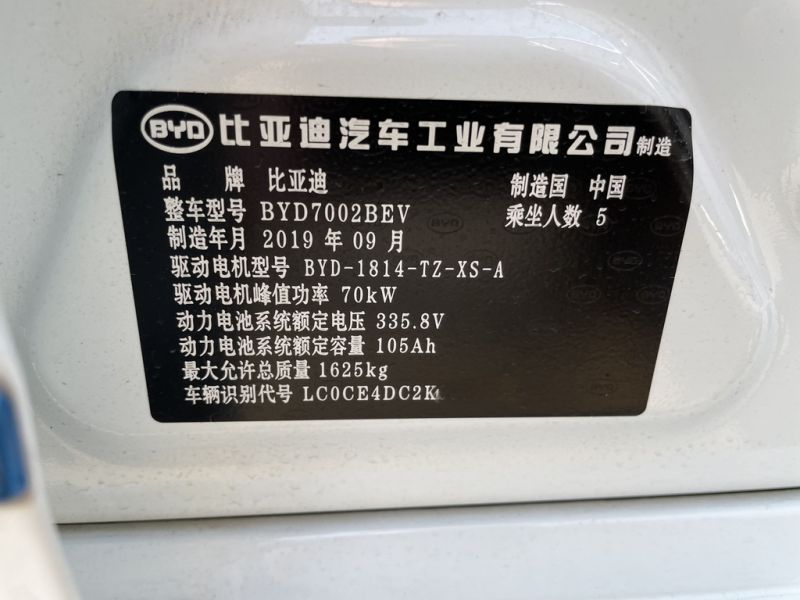 BYD 比亚迪汽车工业有限公司制造
品 牌 比亚迪 制造国 中国
整车型号 BYD7002BEV 乘坐人数 5
制造年月 2019 年 09 月
驱动电机型号 BYD-1814-TZ-XS-A
驱动电机峰值功率 70kW
动力电池系统额定电压 335.8V
动力电池系统额定容量 105Ah
最大允许总质量 1625kg
车辆识别代号 LC0CE4DC2K